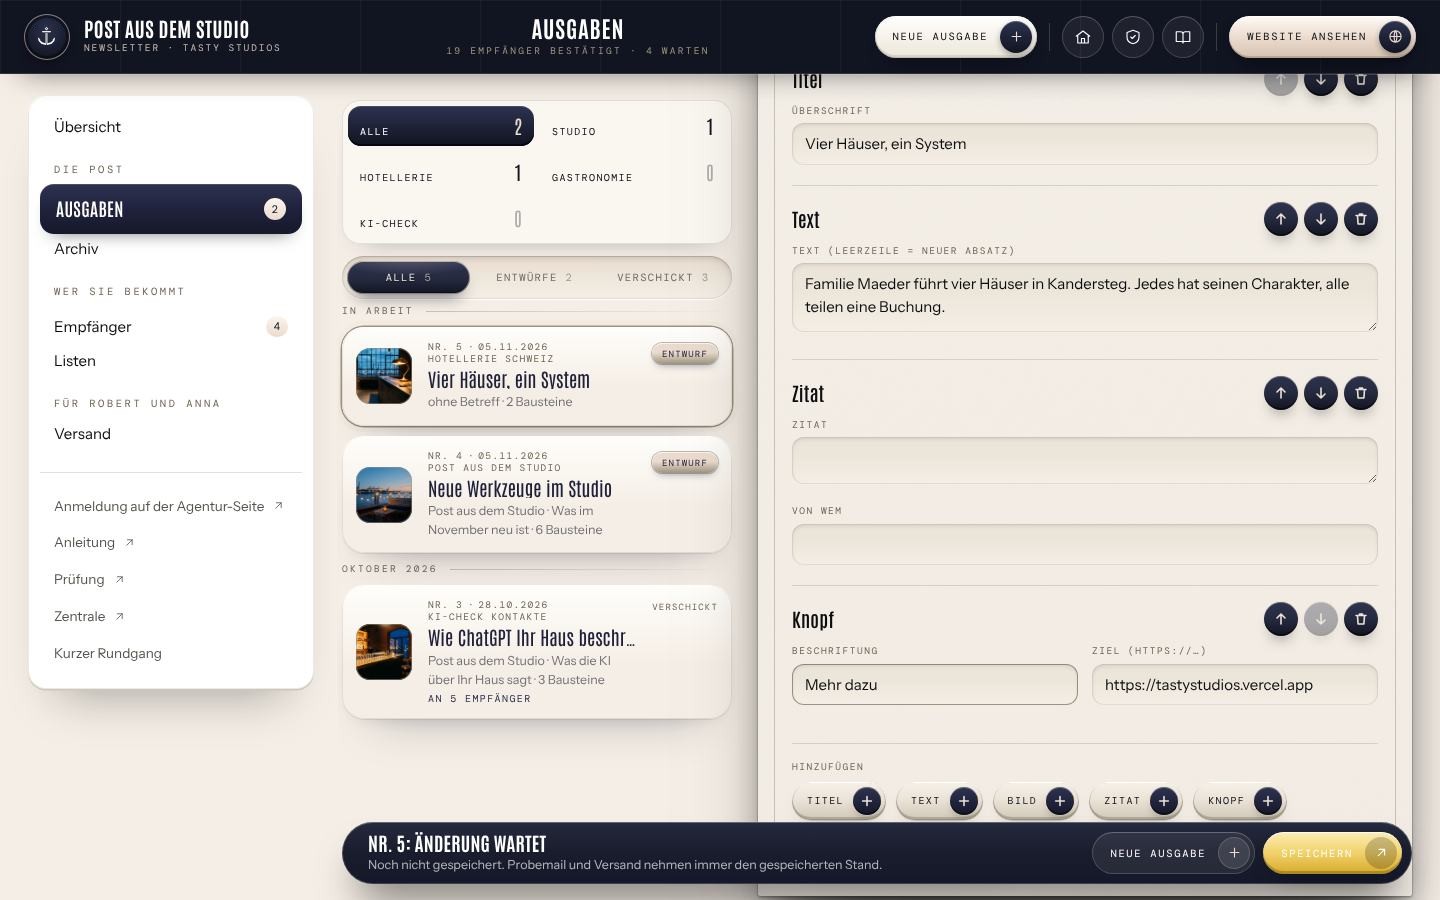 POST AUS DEM STUDIO
NEWSLETTER · TASTY STUDIOS
AUSGABEN
19 EMPFÄNGER BESTÄTIGT · 4 WARTEN
NEUE AUSGABE
WEBSITE ANSEHEN
Übersicht
DIE POST
AUSGABEN 2
Archiv
WER SIE BEKOMMT
Empfänger 4
Listen
FÜR ROBERT UND ANNA
Versand
Anmeldung auf der Agentur-Seite
Anleitung
Prüfung
Zentrale
Kurzer Rundgang
ALLE 2
STUDIO 1
HOTELLERIE 1
GASTRONOMIE 0
KI-CHECK 0
ALLE 5
ENTWÜRFE 2
VERSCHICKT 3
IN ARBEIT
NR. 5 · 05.11.2026
HOTELLERIE SCHWEIZ
ENTWURF
Vier Häuser, ein System
ohne Betreff · 2 Bausteine
NR. 4 · 05.11.2026
POST AUS DEM STUDIO
ENTWURF
Neue Werkzeuge im Studio
Post aus dem Studio · Was im
November neu ist · 6 Bausteine
OKTOBER 2026
NR. 3 · 28.10.2026
KI-CHECK KONTAKTE
VERSCHICKT
Wie ChatGPT Ihr Haus beschr…
Post aus dem Studio · Was die KI
über Ihr Haus sagt · 3 Bausteine
AN 5 EMPFÄNGER
Titel
ÜBERSCHRIFT
Vier Häuser, ein System
Text
TEXT (LEERZEILE = NEUER ABSATZ)
Familie Maeder führt vier Häuser in Kandersteg. Jedes hat seinen Charakter, alle
teilen eine Buchung.
Zitat
ZITAT
VON WEM
Knopf
BESCHRIFTUNG
ZIEL (HTTPS://…)
Mehr dazu
https://tastystudios.vercel.app
HINZUFÜGEN
TITEL
TEXT
BILD
ZITAT
KNOPF
NR. 5: ÄNDERUNG WARTET
Noch nicht gespeichert. Probemail und Versand nehmen immer den gespeicherten Stand.
NEUE AUSGABE
SPEICHERN